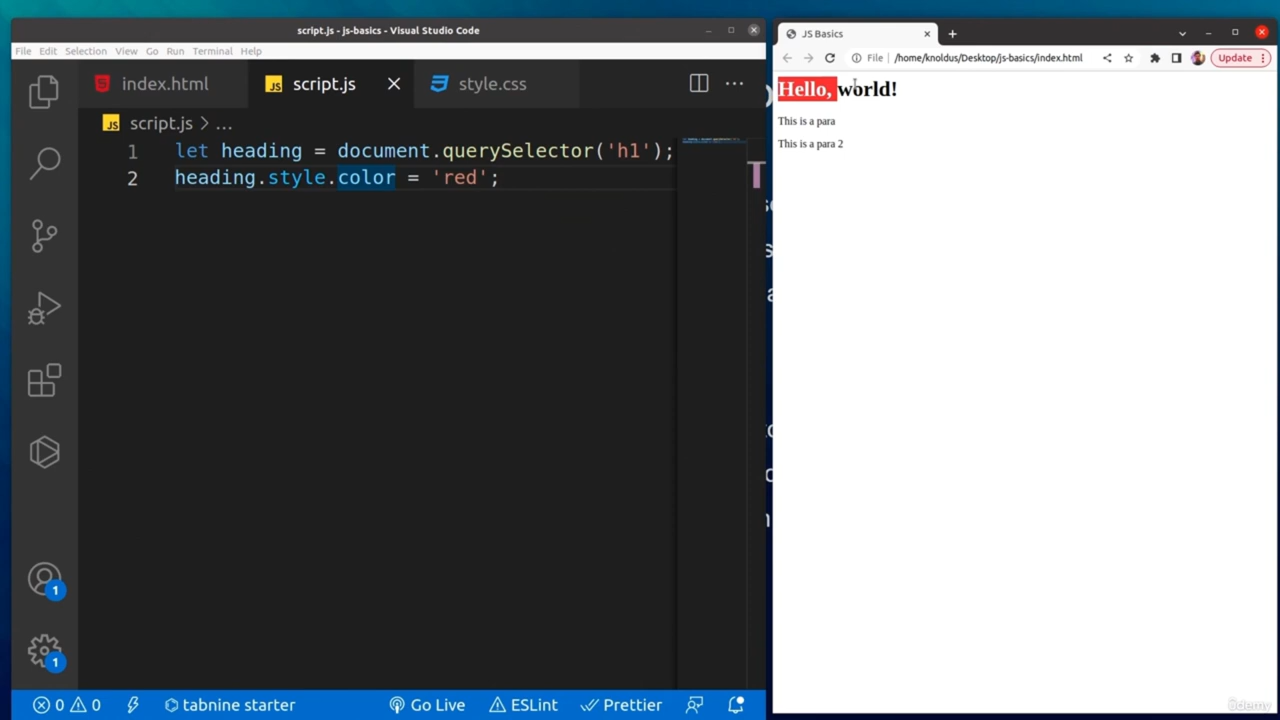 script.js - js-basics - Visual Studio Code
File Edit Selection View Go Run Terminal Help
index.html script.js style.css
script.js > ...
1 let heading = document.querySelector('h1');
2 heading.style.color = 'red';
1
1
0 0 tabnine starter Go Live ESLint Prettier
JS Basics
File /home/knoldus/Desktop/js-basics/index.html Update
Hello, world!
This is a para
This is a para 2
ûdemy